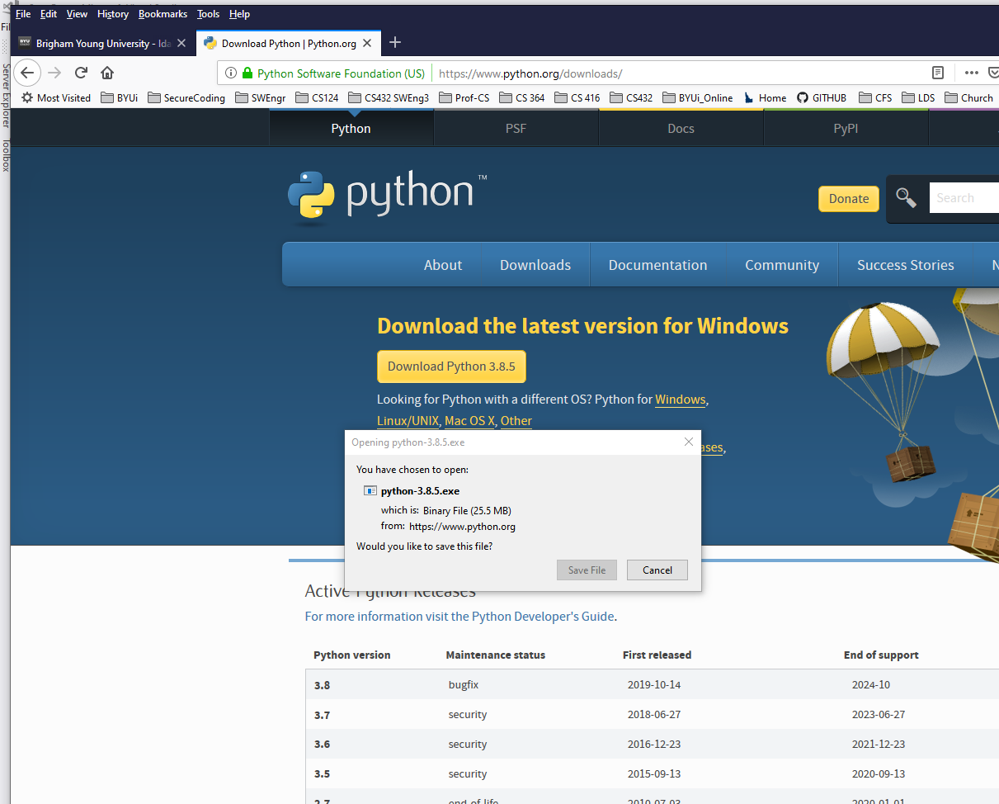 File Edit View History Bookmarks Tools Help
Brigham Young University - Ida
Download Python | Python.org
Python Software Foundation (US) https://www.python.org/downloads/
Most Visited BYUi SecureCoding SWEngr CS124 CS432 SWEng3 Prof-CS CS 364 CS 416 CS432 BYUi_Online Home GITHUB CFS LDS Church
Server Explorer
Toolbox
Python PSF Docs PyPI
python™
Donate
Search
About Downloads Documentation Community Success Stories N
Download the latest version for Windows
Download Python 3.8.5
Looking for Python with a different OS? Python for Windows,
Linux/UNIX, Mac OS X, Other
ases,
Opening python-3.8.5.exe
You have chosen to open:
python-3.8.5.exe
which is: Binary File (25.5 MB)
from: https://www.python.org
Would you like to save this file?
Save File Cancel
Active Python Releases
For more information visit the Python Developer's Guide.
Python version Maintenance status First released End of support
3.8 bugfix 2019-10-14 2024-10
3.7 security 2018-06-27 2023-06-27
3.6 security 2016-12-23 2021-12-23
3.5 security 2015-09-13 2020-09-13
2.7 end-of-life 2010-07-03 2020-01-01